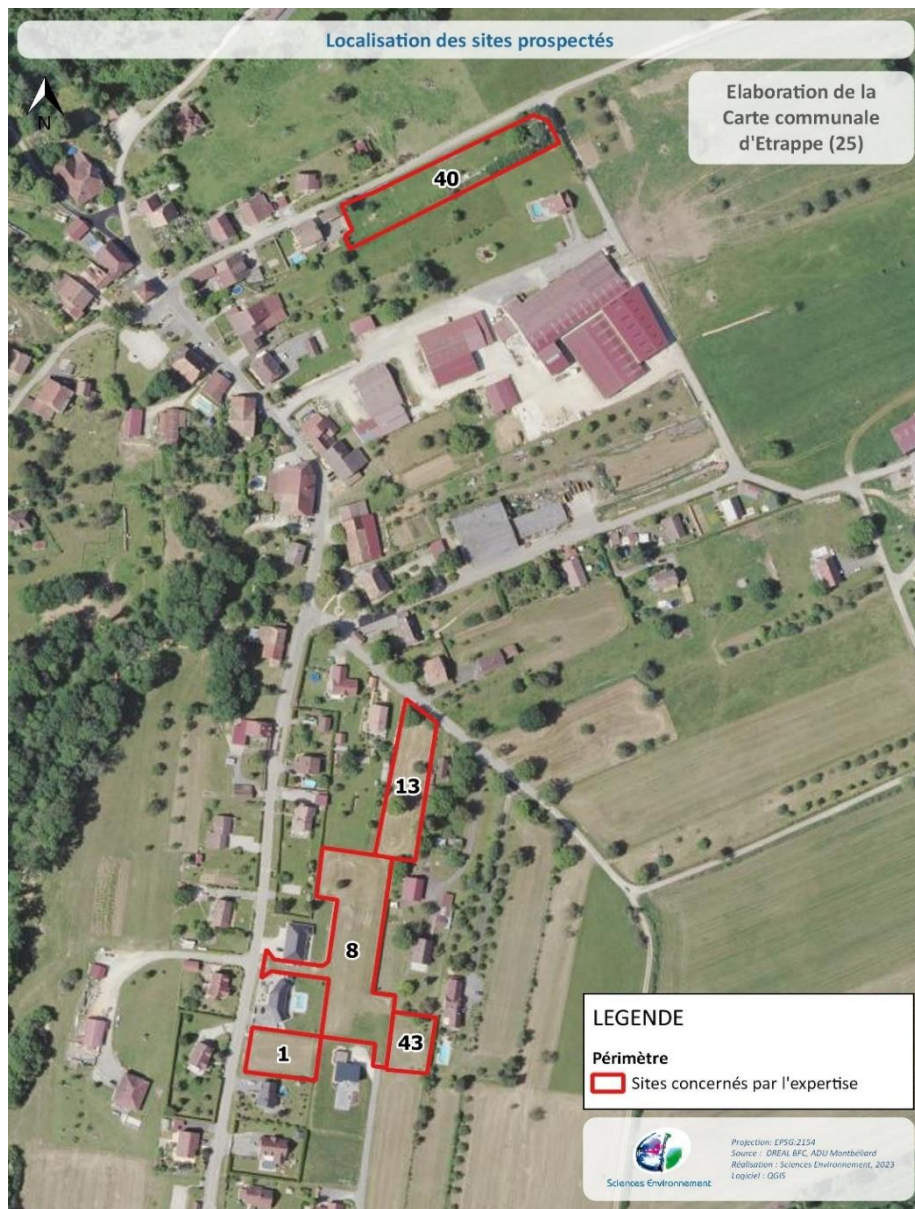 Localisation des sites prospectés
Elaboration de la
Carte communale
d'Etrappe (25)
N
40
13
8
1
43
LEGENDE
Périmètre
Sites concernés par l'expertise
Sciences Environnement
Projection: EPSG:2154
Source : DREAL BFC, ADU Montbéliard
Réalisation : Sciences Environnement, 2023
Logiciel : QGIS